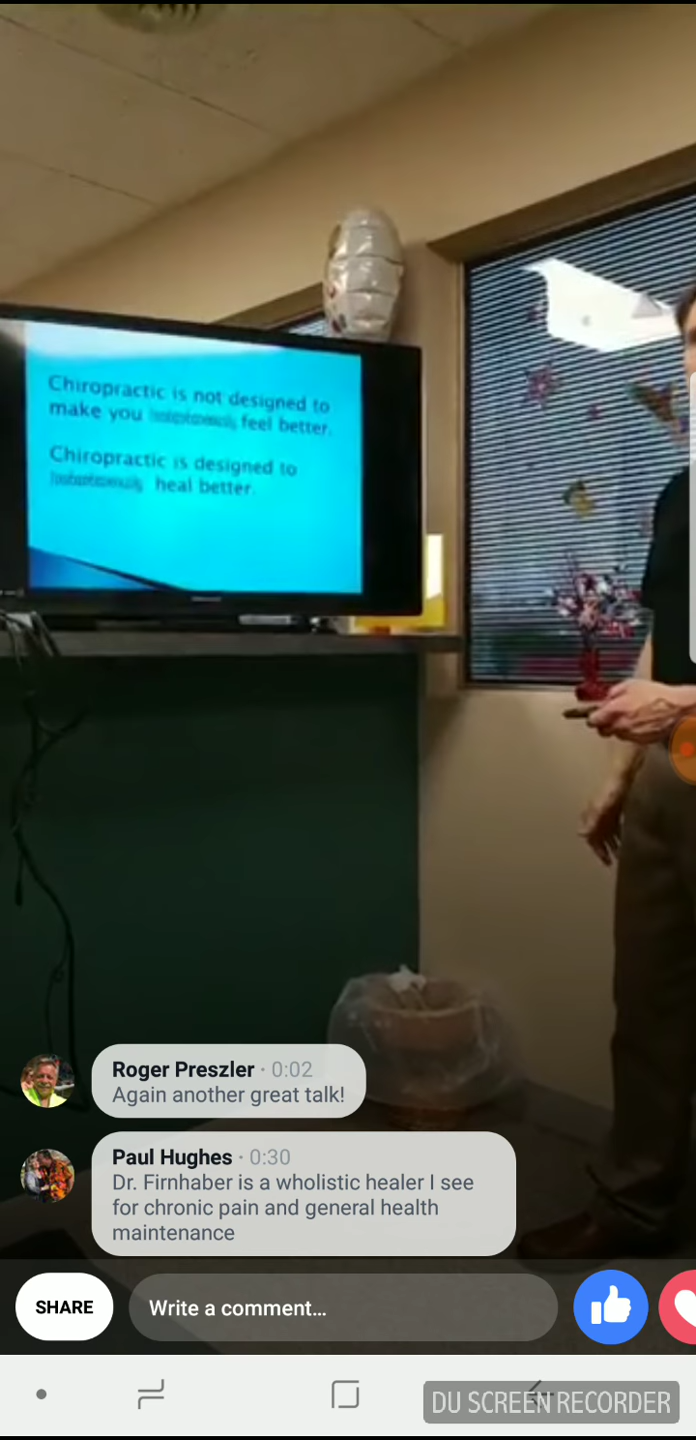 Chiropractic is not designed to
make you feel better.
Chiropractic is designed to
heal better.
Roger Preszler · 0:02
Again another great talk!
Paul Hughes · 0:30
Dr. Firnhaber is a wholistic healer I see
for chronic pain and general health
maintenance
SHARE
Write a comment...
DU SCREEN RECORDER